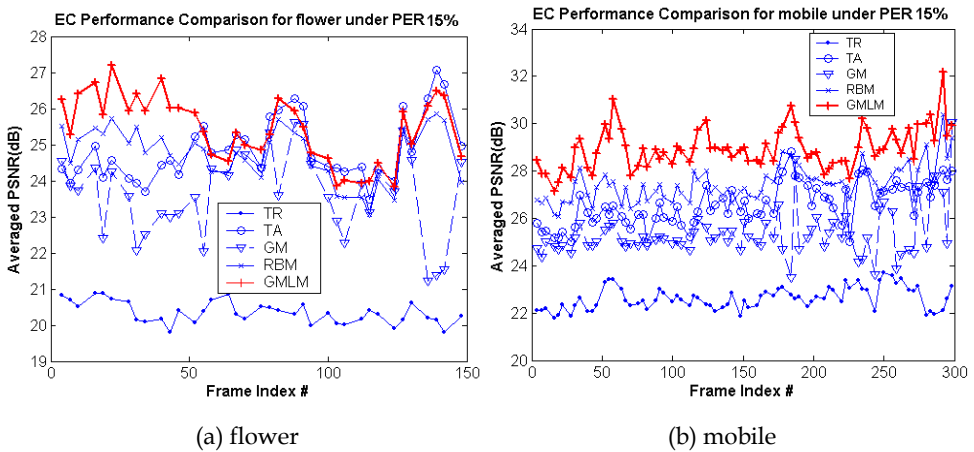 EC Performance Comparison for flower under PER 15%
28
27
26
25
24
23
22
21
20
19
Averaged PSNR(dB)
TR
TA
GM
RBM
GMLM
0
50
100
150
Frame Index #
(a) flower
EC Performance Comparison for mobile under PER 15%
34
32
30
28
26
24
22
20
Averaged PSNR(dB)
TR
TA
GM
RBM
GMLM
0
50
100
150
200
250
300
Frame Index #
(b) mobile